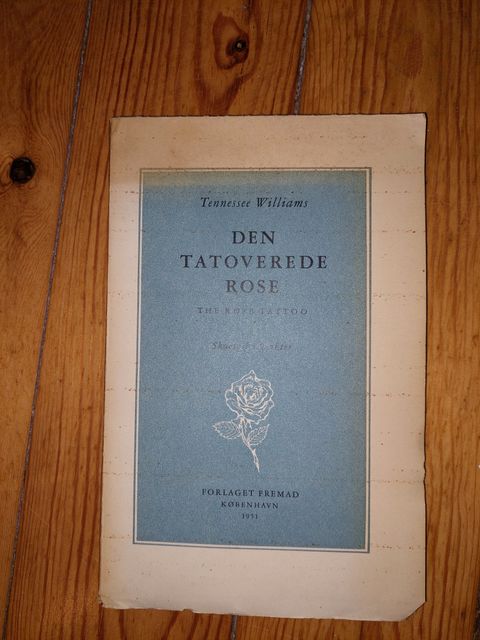 Tennessee Williams
DEN
TATOVEREDE
ROSE
THE ROSE TATTOO
FORLAGET FREMAD
KØBENHAVN
1951